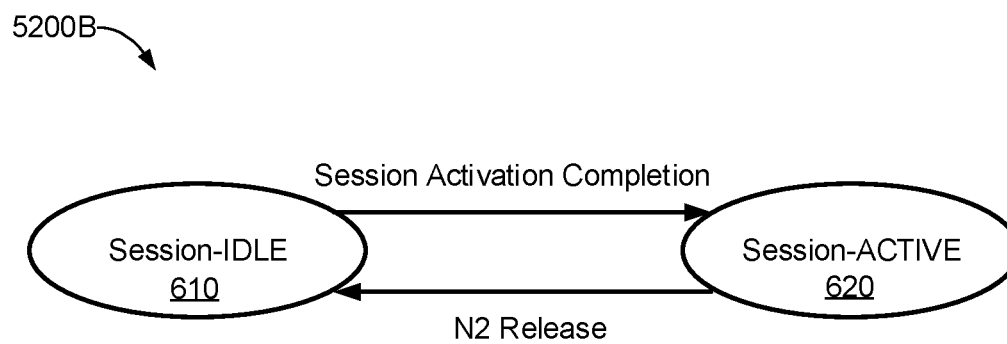 5200B
Session Activation Completion
Session-IDLE
610
Session-ACTIVE
620
N2 Release